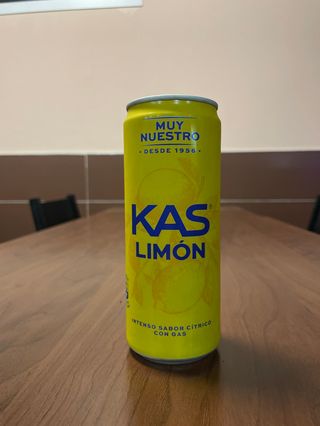 MUY
NUESTRO
• DESDE 1956 •
KAS®
LIMÓN
INTENSO SABOR CÍTRICO
CON GAS